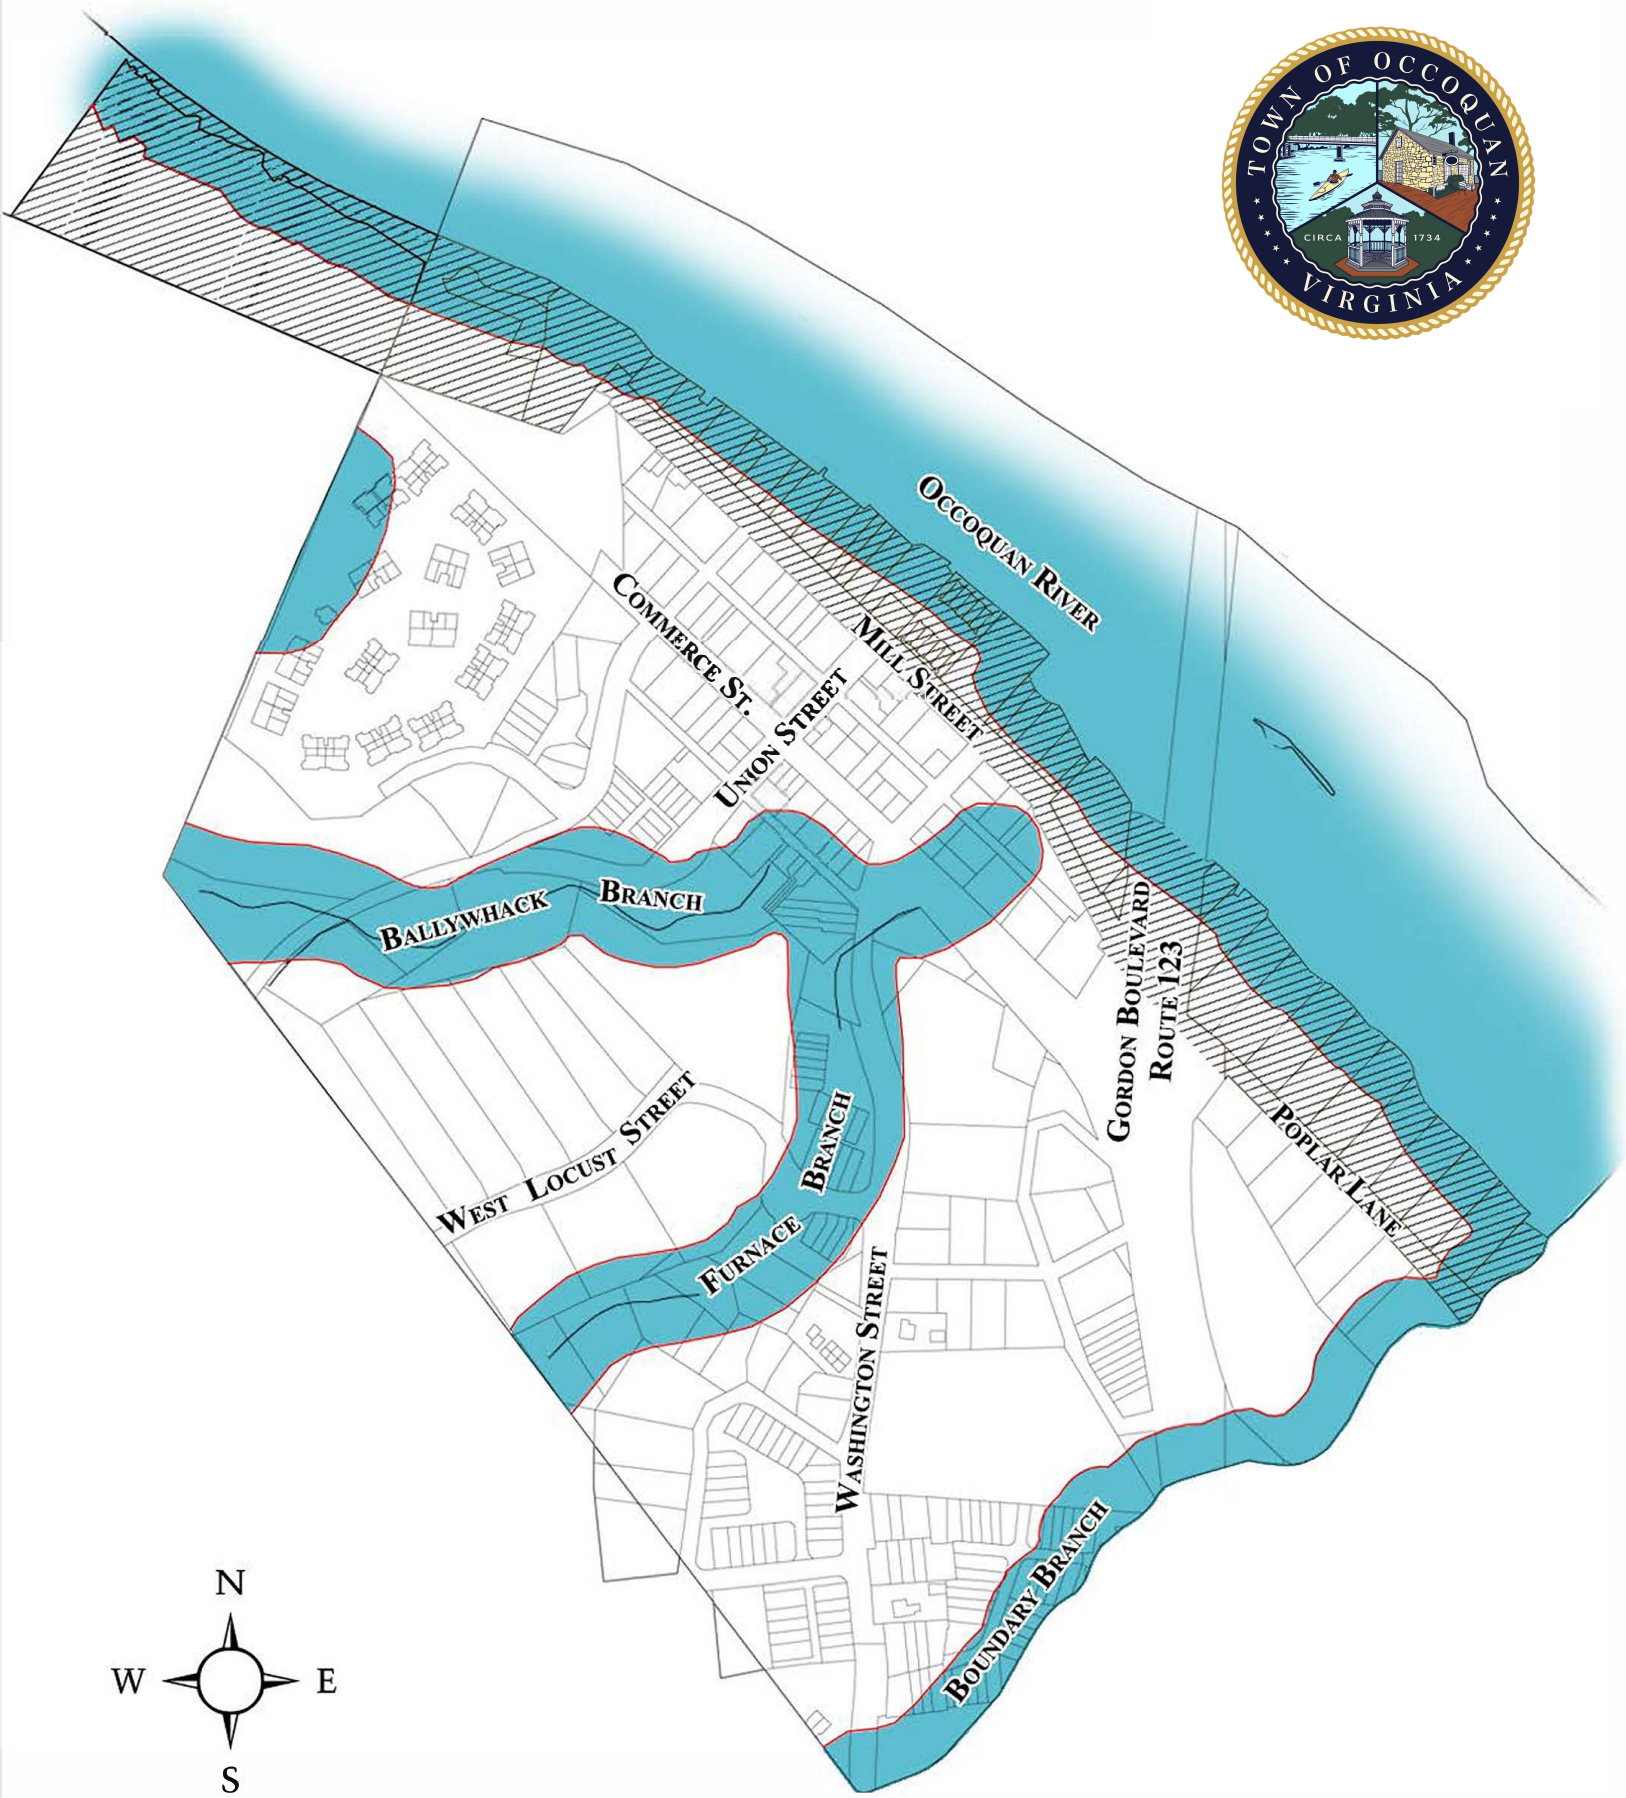 TOWN OF OCCOQUAN
CIRCA 1734
VIRGINIA
OCCOQUAN RIVER
COMMERCE ST.
MILL STREET
UNION STREET
BALLYWHACK BRANCH
GORDON BOULEVARD
ROUTE 123
WEST LOCUST STREET
FURNACE BRANCH
POPLAR LANE
WASHINGTON STREET
BOUNDARY BRANCH
N
W
E
S